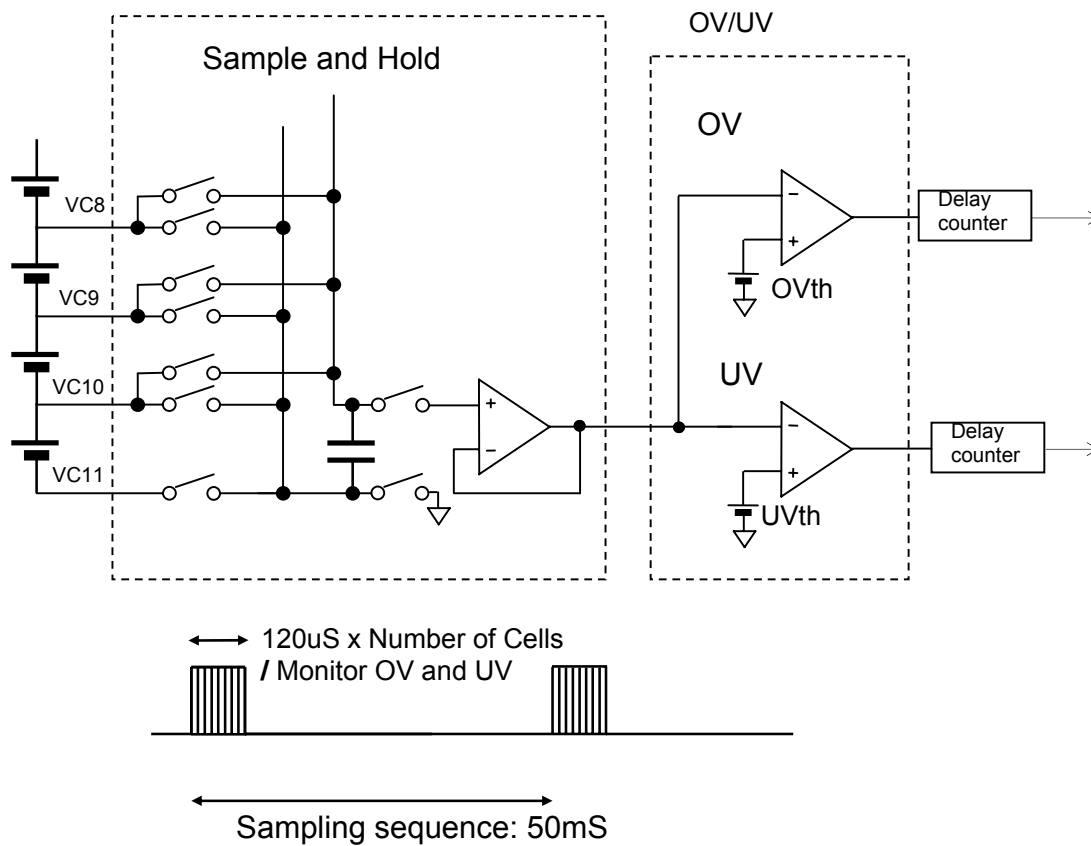 OV/UV
Sample and Hold
OV
VC8
−
+
Delay
counter
VC9
OVth
VC10
UV
+
−
−
+
Delay
counter
VC11
UVth
120uS x Number of Cells
/ Monitor OV and UV
Sampling sequence: 50mS